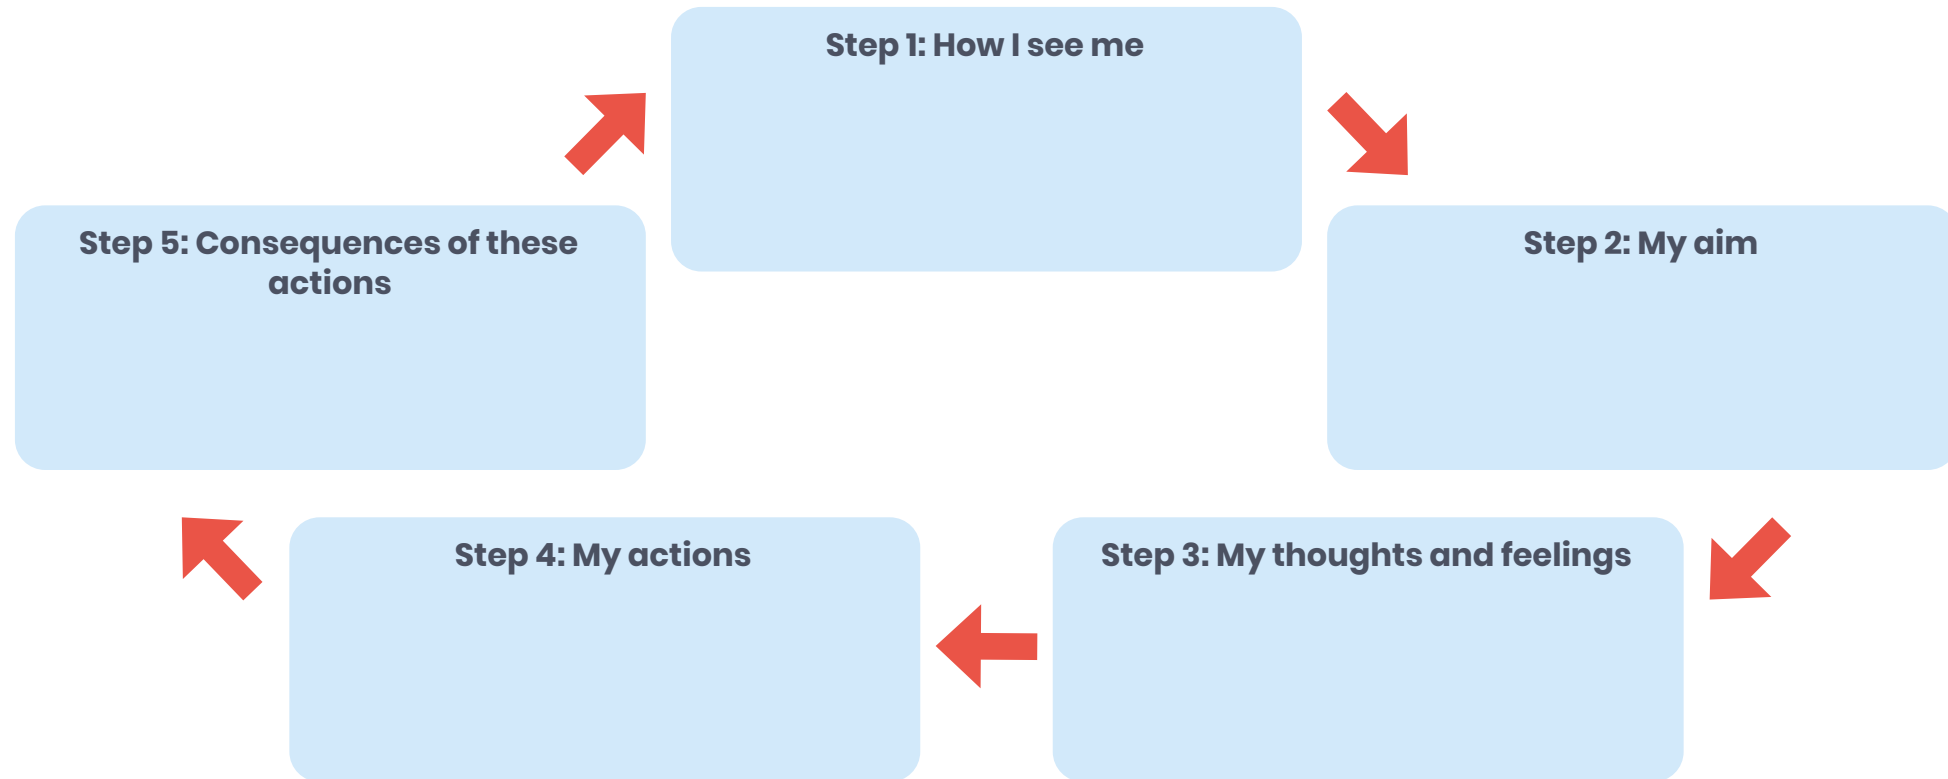 Step 1: How I see me
Step 2: My aim
Step 3: My thoughts and feelings
Step 4: My actions
Step 5: Consequences of these
actions